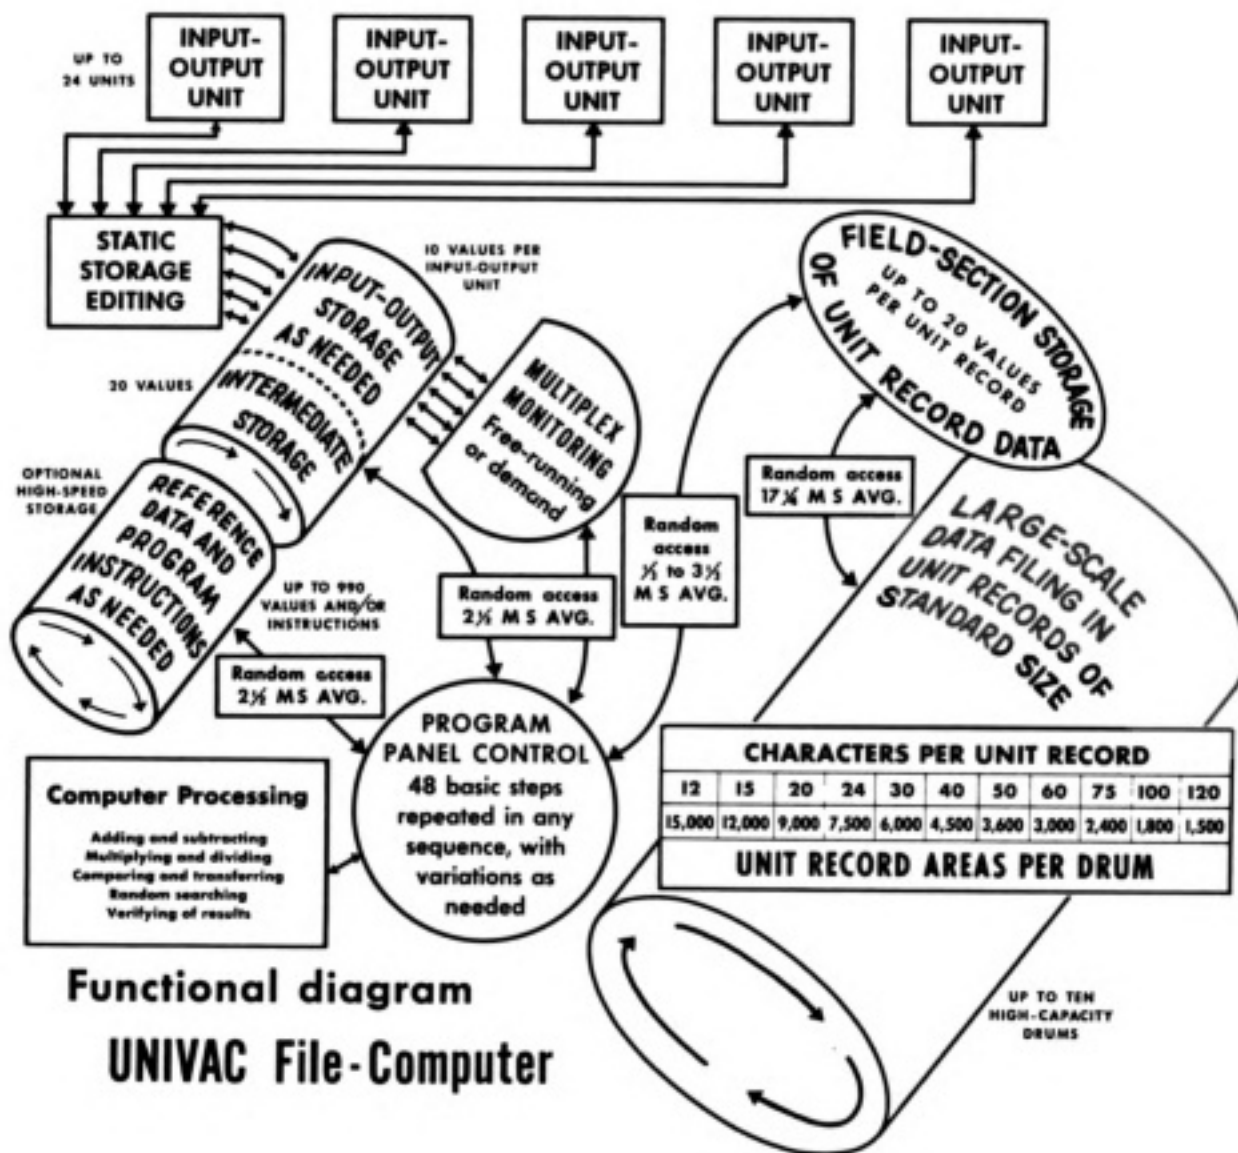 UP TO
24 UNITS
INPUT-
OUTPUT
UNIT
INPUT-
OUTPUT
UNIT
INPUT-
OUTPUT
UNIT
INPUT-
OUTPUT
UNIT
INPUT-
OUTPUT
UNIT
STATIC
STORAGE
EDITING
10 VALUES PER
INPUT-OUTPUT
UNIT
INPUT-OUTPUT
STORAGE
AS NEEDED
20 VALUES
INTERMEDIATE
STORAGE
MULTIPLEX
MONITORING
Free-running
or demand
FIELD-SECTION STORAGE
OF UNIT RECORD DATA
UP TO 20 VALUES
PER UNIT RECORD
OPTIONAL
HIGH-SPEED
STORAGE
REFERENCE
DATA AND
PROGRAM
INSTRUCTIONS
AS NEEDED
UP TO 990
VALUES AND/OR
INSTRUCTIONS
Random access
2½ M S AVG.
Random access
2½ M S AVG.
Random
access
½ to 3½
M S AVG.
Random access
M S AVG.
LARGE-SCALE
DATA FILING IN
UNIT RECORDS OF
STANDARD SIZE
PROGRAM
PANEL CONTROL
48 basic steps
repeated in any
sequence, with
variations as
needed
Computer Processing
Adding and subtracting
Multiplying and dividing
Comparing and transferring
Random searching
Verifying of results
CHARACTERS PER UNIT RECORD
12 15 20 24 30 40 50 60 75 100 120
15,000 12,000 9,000 7,500 6,000 4,500 3,600 3,000 2,400 1,800 1,500
UNIT RECORD AREAS PER DRUM
UP TO TEN
HIGH-CAPACITY
DRUMS
Functional diagram
UNIVAC File-Computer